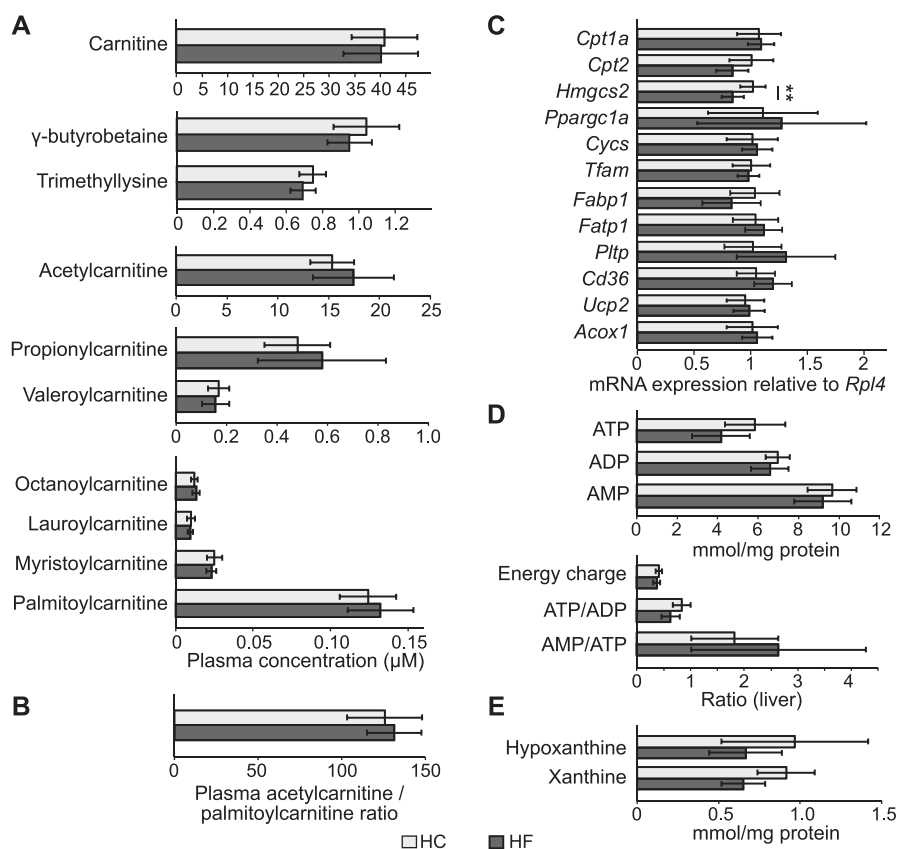 A
Carnitine
0 5 10 15 20 25 30 35 40 45
γ-butyrobetaine
Trimethyllysine
0 0.2 0.4 0.6 0.8 1.0 1.2
Acetylcarnitine
0 5 10 15 20 25
Propionylcarnitine
Valeroylcarnitine
0 0.2 0.4 0.6 0.8 1.0
Octanoylcarnitine
Lauroylcarnitine
Myristoylcarnitine
Palmitoylcarnitine
0 0.05 0.10 0.15
Plasma concentration (µM)
B
0 50 100 150
Plasma acetylcarnitine /
palmitoylcarnitine ratio
C
Cpt1a
Cpt2
Hmgcs2
**
Ppargc1a
Cycs
Tfam
Fabp1
Fatp1
Pltp
Cd36
Ucp2
Acox1
0 0.5 1 1.5 2
mRNA expression relative to Rpl4
D
ATP
ADP
AMP
0 2 4 6 8 10 12
mmol/mg protein
Energy charge
ATP/ADP
AMP/ATP
0 1 2 3 4
Ratio (liver)
E
Hypoxanthine
Xanthine
0 0.5 1.0 1.5
mmol/mg protein
HC HF